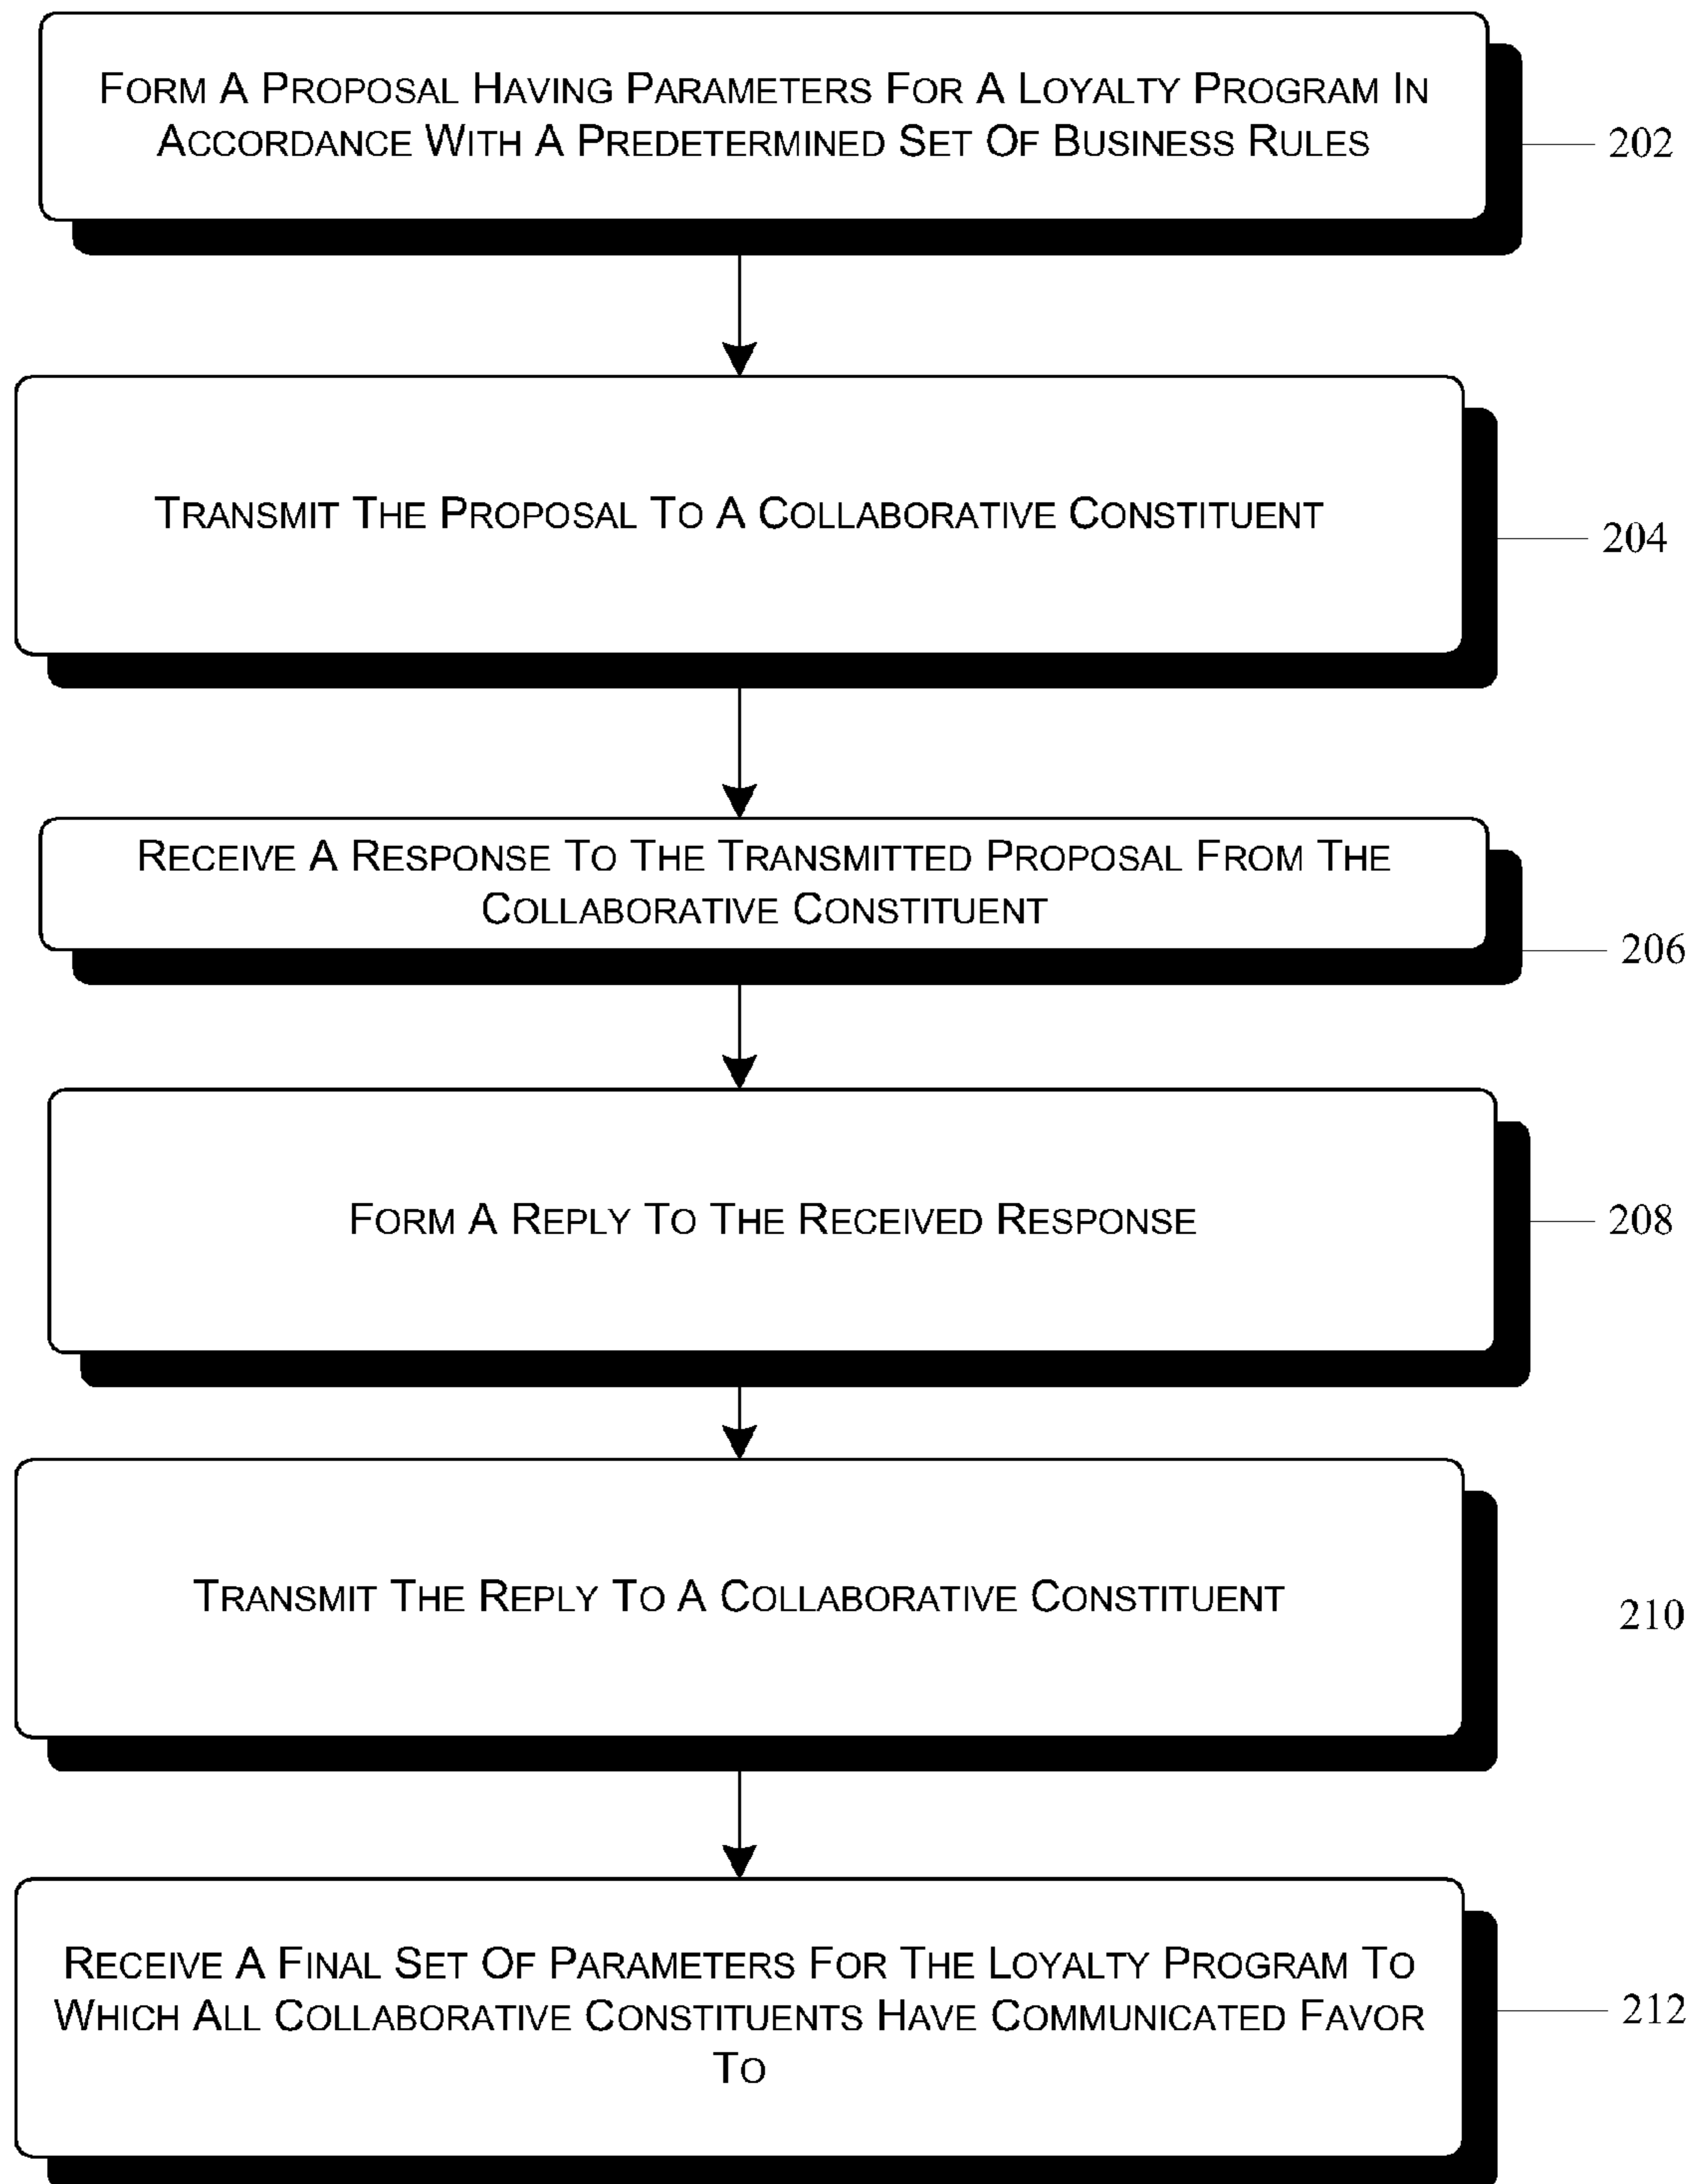 FORM A PROPOSAL HAVING PARAMETERS FOR A LOYALTY PROGRAM IN
ACCORDANCE WITH A PREDETERMINED SET OF BUSINESS RULES
202
TRANSMIT THE PROPOSAL TO A COLLABORATIVE CONSTITUENT
204
RECEIVE A RESPONSE TO THE TRANSMITTED PROPOSAL FROM THE
COLLABORATIVE CONSTITUENT
206
FORM A REPLY TO THE RECEIVED RESPONSE
208
TRANSMIT THE REPLY TO A COLLABORATIVE CONSTITUENT
210
RECEIVE A FINAL SET OF PARAMETERS FOR THE LOYALTY PROGRAM TO
WHICH ALL COLLABORATIVE CONSTITUENTS HAVE COMMUNICATED FAVOR
TO
212